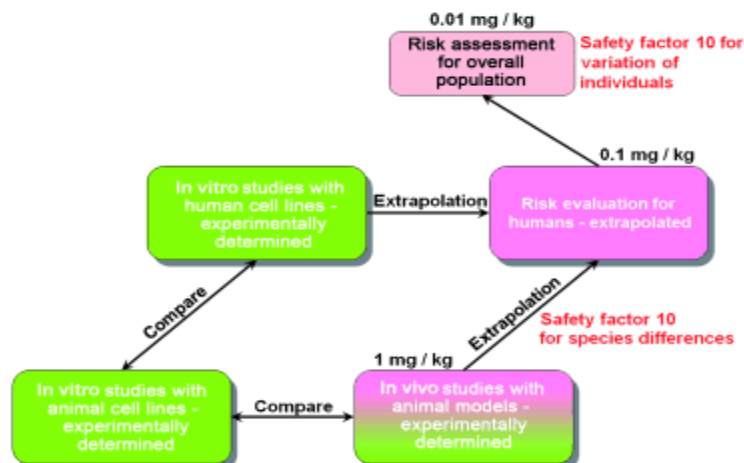 0.01 mg / kg
Risk assessment
for overall
population
Safety factor 10 for
variation of
individuals
0.1 mg / kg
In vitro studies with
human cell lines -
experimentally
determined
Extrapolation
Risk evaluation for
humans - extrapolated
Compare
Extrapolation
Safety factor 10
for species differences
1 mg / kg
In vitro studies with
animal cell lines -
experimentally
determined
Compare
In vivo studies with
animal models -
experimentally
determined